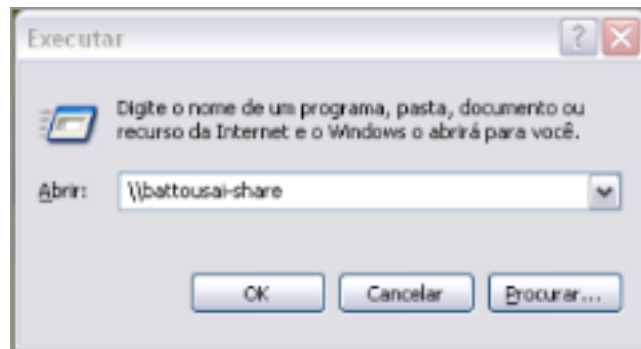 Executar
Digite o nome de um programa, pasta, documento ou
recurso da Internet e o Windows o abrirá para você.
Abrir: \\battousai-share
OK Cancelar Procurar...